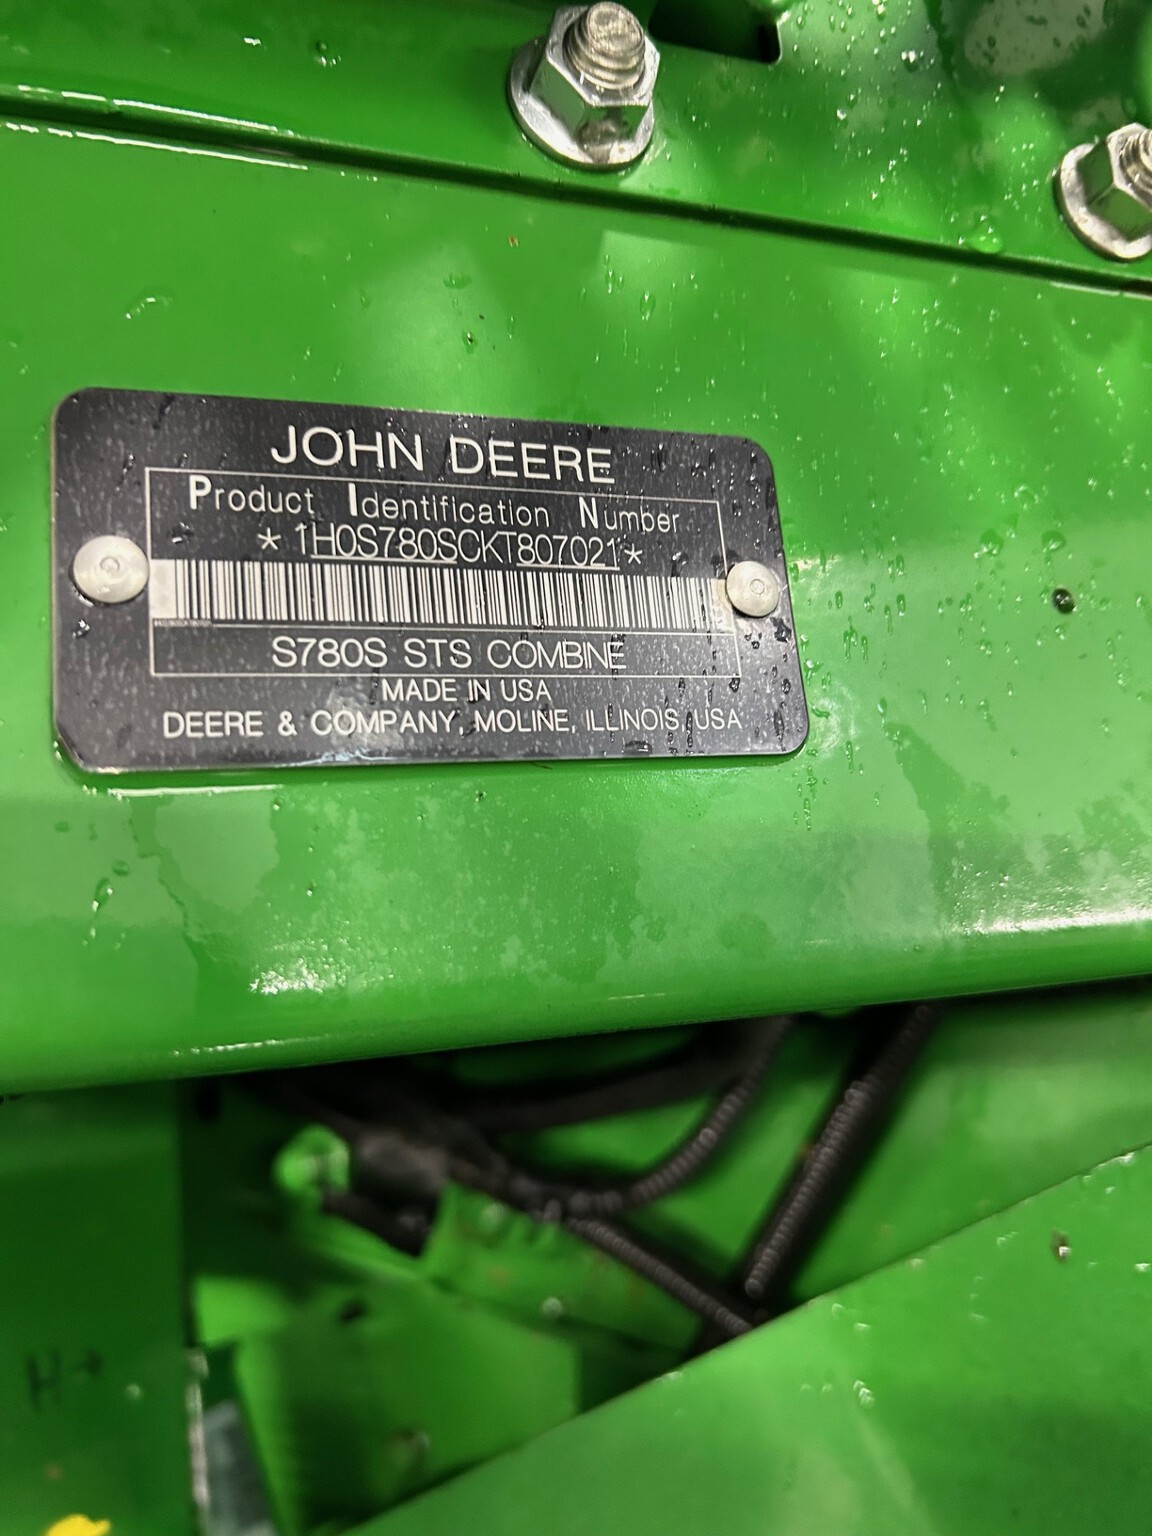 JOHN DEERE
Product Identification Number
* 1H0S780SCKT807021 *
S780S STS COMBINE
MADE IN USA
DEERE & COMPANY, MOLINE, ILLINOIS USA